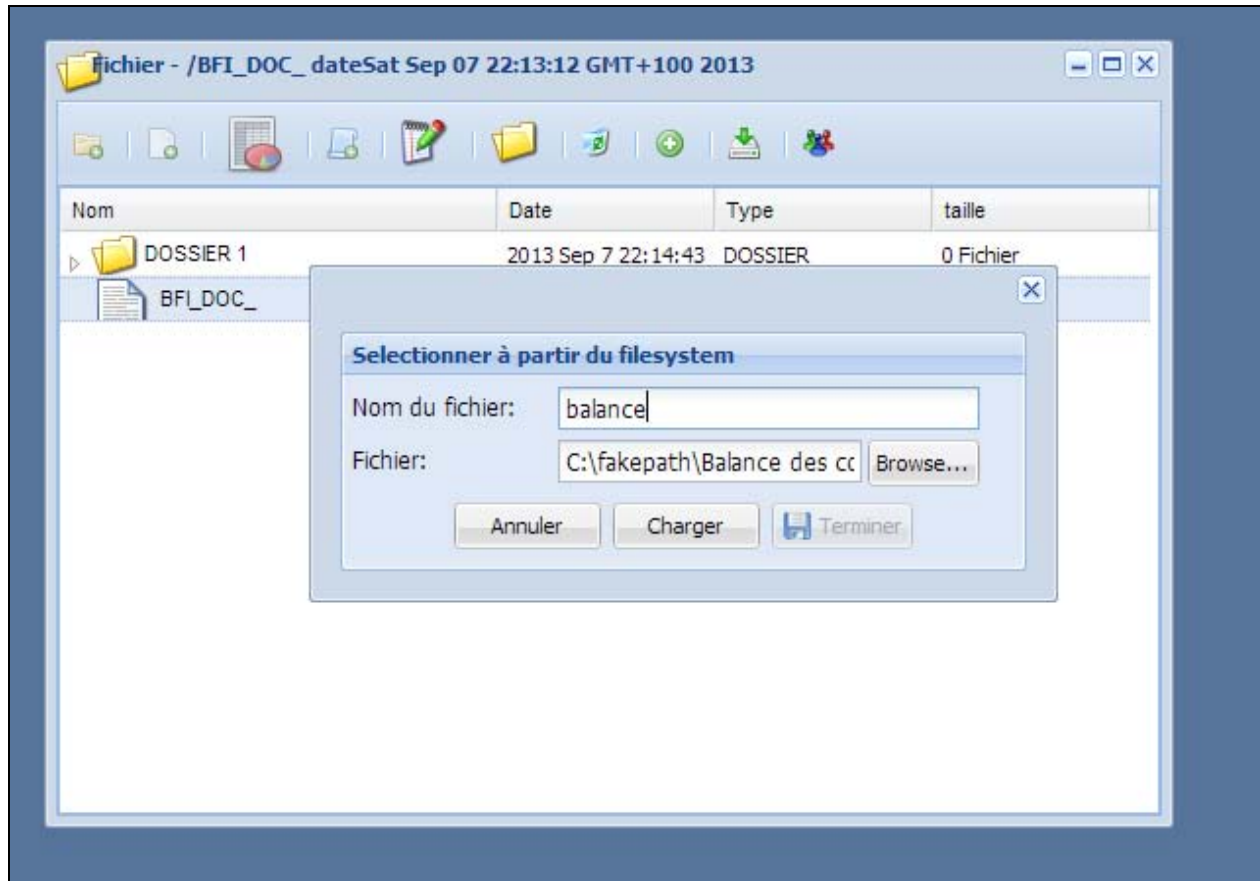 Fichier - /BFI_DOC_ dateSat Sep 07 22:13:12 GMT+100 2013
Nom Date Type taille
DOSSIER 1 2013 Sep 7 22:14:43 DOSSIER 0 Fichier
BFI_DOC_
Selectionner à partir du filesystem
Nom du fichier: balance
Fichier: C:\fakepath\Balance des cc Browse...
Annuler Charger Terminer